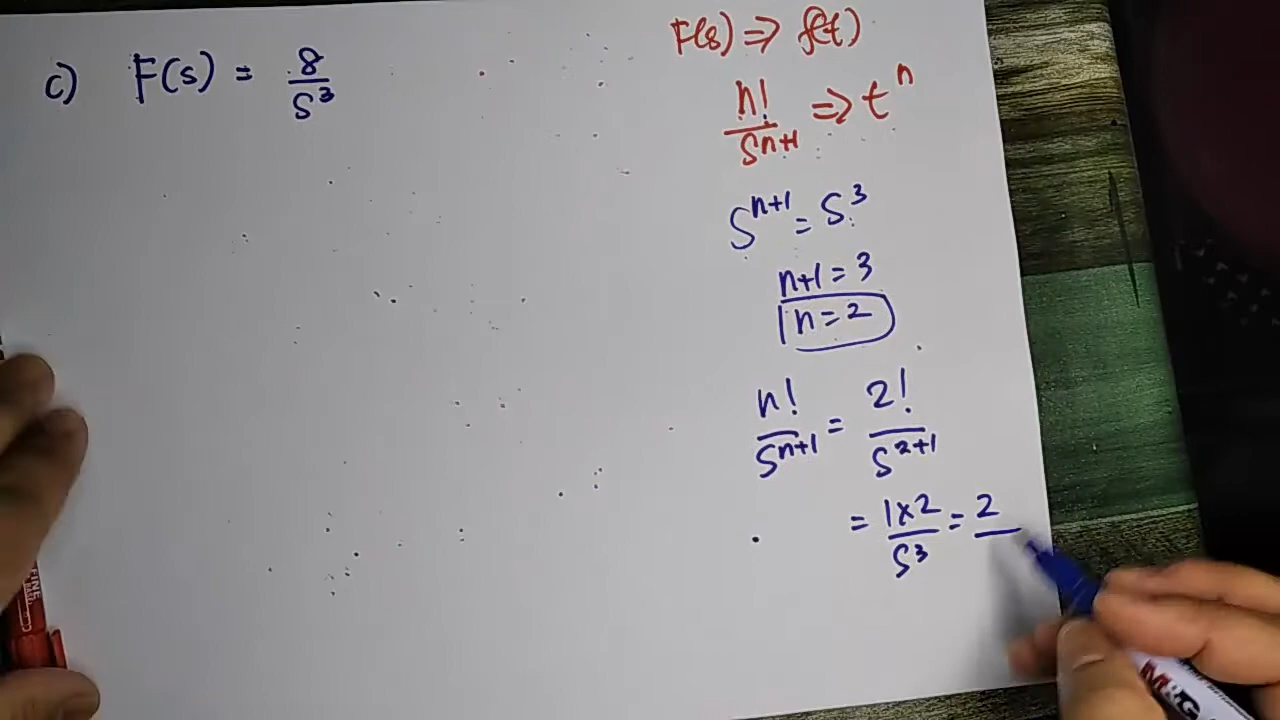 c) F(s) = 8/S³
F(s) ⇒ f(t)
n!/Sⁿ⁺¹ ⇒ tⁿ
Sⁿ⁺¹ = S³
n+1 = 3
n = 2
n!/Sⁿ⁺¹ = 2!/S²⁺¹
= 1×2/S³ = 2
FINE
M&G